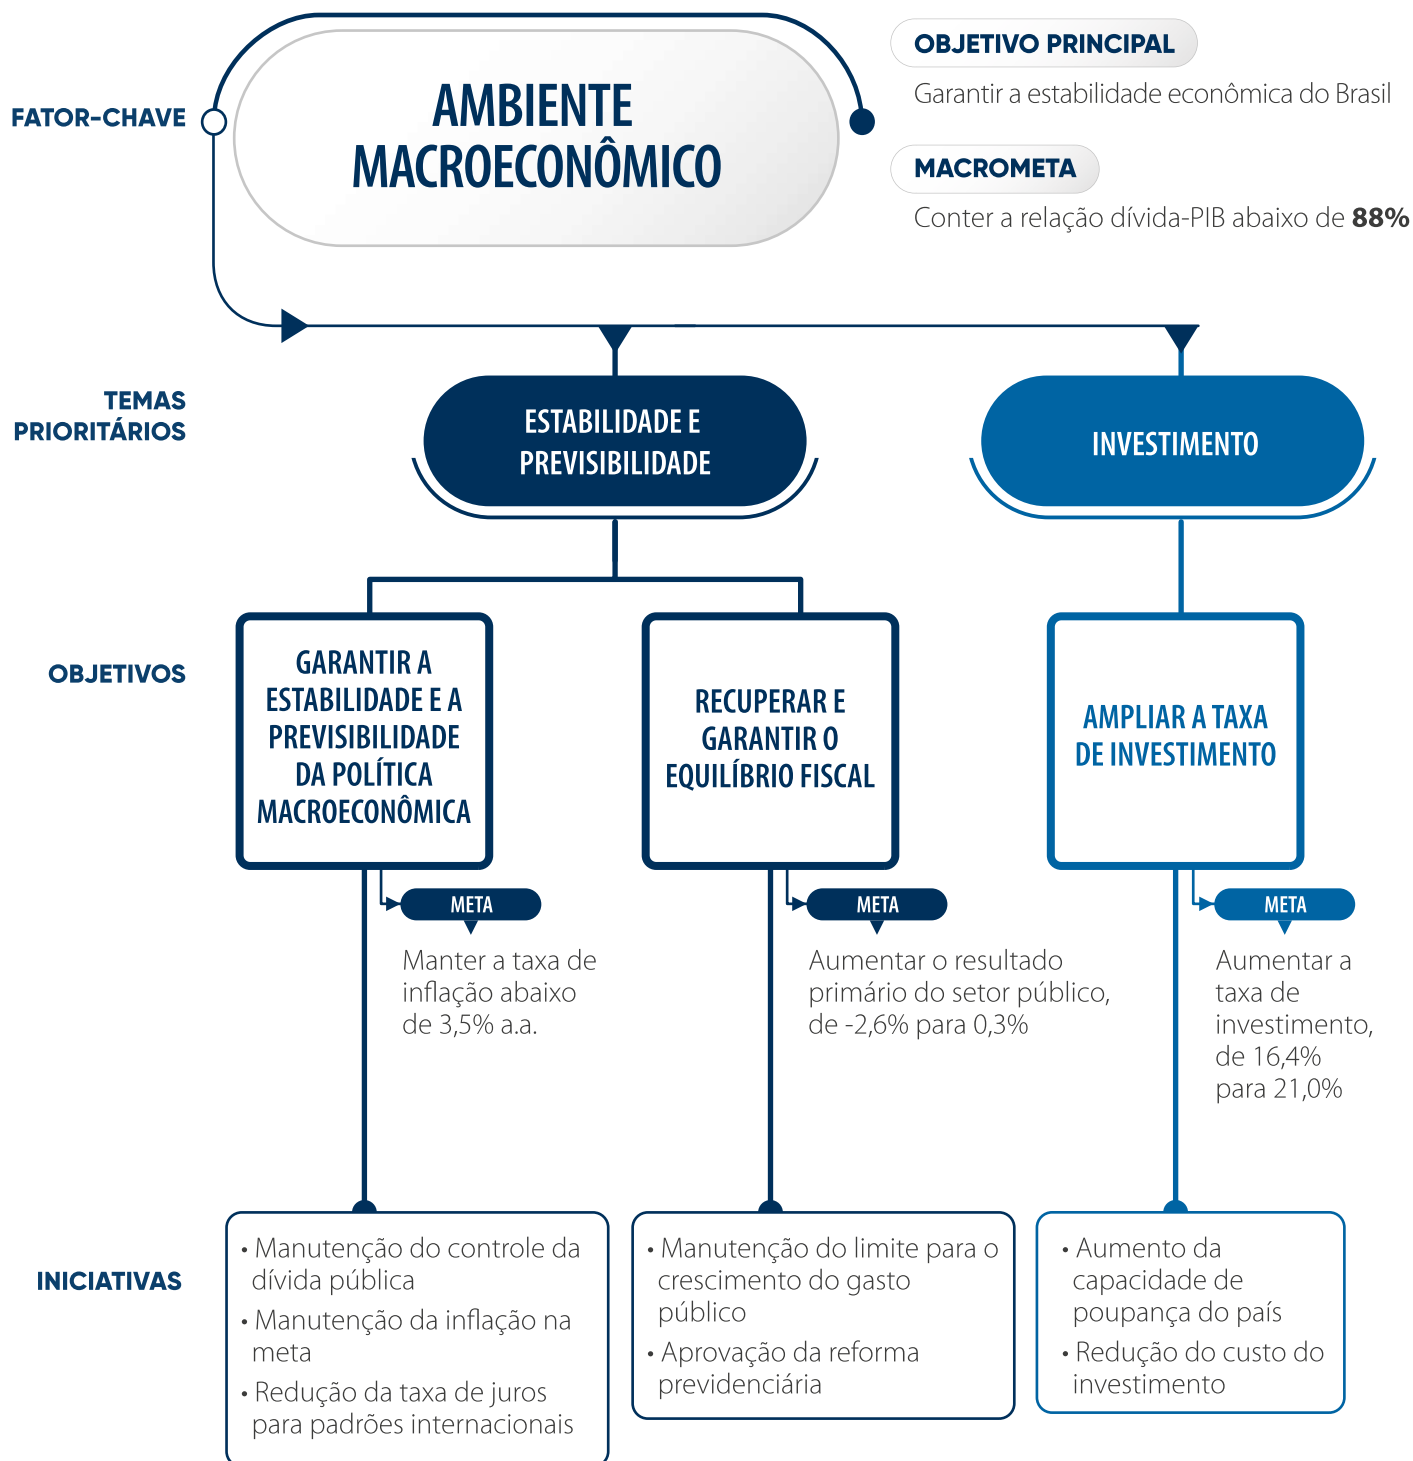 FATOR-CHAVE
AMBIENTE
MACROECONÔMICO
OBJETIVO PRINCIPAL
Garantir a estabilidade econômica do Brasil
MACROMETA
Conter a relação dívida-PIB abaixo de 88%
TEMAS
PRIORITÁRIOS
ESTABILIDADE E
PREVISIBILIDADE
INVESTIMENTO
OBJETIVOS
GARANTIR A
ESTABILIDADE E A
PREVISIBILIDADE
DA POLÍTICA
MACROECONÔMICA
RECUPERAR E
GARANTIR O
EQUILÍBRIO FISCAL
AMPLIAR A TAXA
DE INVESTIMENTO
META
Manter a taxa de
inflação abaixo
de 3,5% a.a.
META
Aumentar o resultado
primário do setor público,
de -2,6% para 0,3%
META
Aumentar a
taxa de
investimento,
de 16,4%
para 21,0%
INICIATIVAS
• Manutenção do controle da
dívida pública
• Manutenção da inflação na
meta
• Redução da taxa de juros
para padrões internacionais
• Manutenção do limite para o
crescimento do gasto
público
• Aprovação da reforma
previdenciária
• Aumento da
capacidade de
poupança do país
• Redução do custo do
investimento